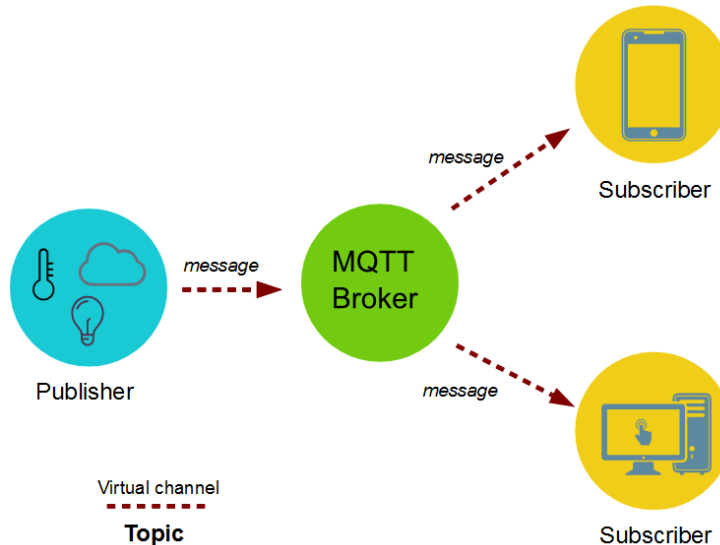 message
Subscriber
message
MQTT
Broker
Publisher
message
Subscriber
Virtual channel
Topic